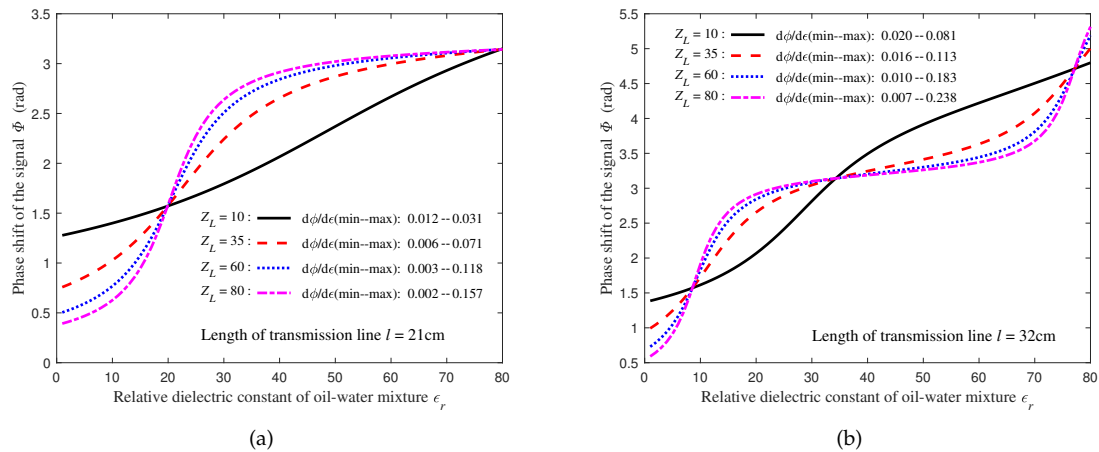 3.5
3
2.5
2
1.5
1
0.5
0
Phase shift of the signal Φ (rad)
Z_L = 10 : dϕ/dϵ(min--max): 0.012 -- 0.031
Z_L = 35 : dϕ/dϵ(min--max): 0.006 -- 0.071
Z_L = 60 : dϕ/dϵ(min--max): 0.003 -- 0.118
Z_L = 80 : dϕ/dϵ(min--max): 0.002 -- 0.157
Length of transmission line l = 21cm
0 10 20 30 40 50 60 70 80
Relative dielectric constant of oil-water mixture ϵ_r
(a)
5.5
5
4.5
4
3.5
3
2.5
2
1.5
1
0.5
Phase shift of the signal Φ (rad)
Z_L = 10 : dϕ/dϵ(min--max): 0.020 -- 0.081
Z_L = 35 : dϕ/dϵ(min--max): 0.016 -- 0.113
Z_L = 60 : dϕ/dϵ(min--max): 0.010 -- 0.183
Z_L = 80 : dϕ/dϵ(min--max): 0.007 -- 0.238
Length of transmission line l = 32cm
0 10 20 30 40 50 60 70 80
Relative dielectric constant of oil-water mixture ϵ_r
(b)